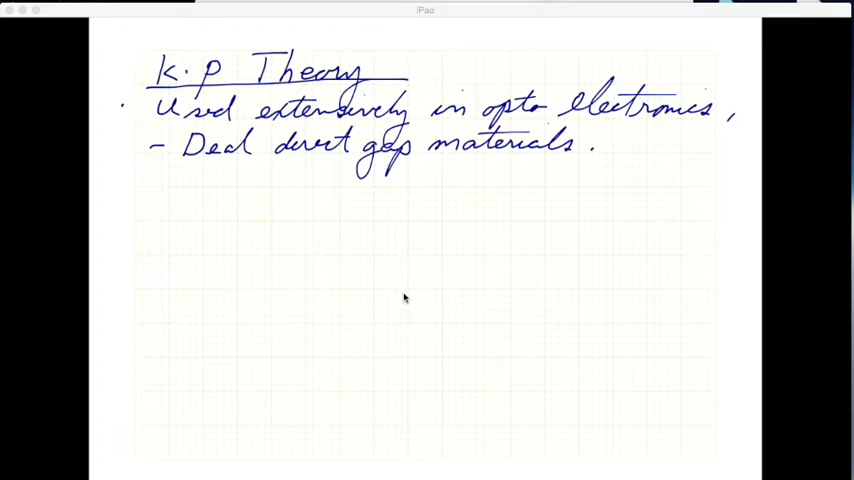 iPad
k·p Theory
· Used extensively in opto electronics,
- Deal direct gap materials.